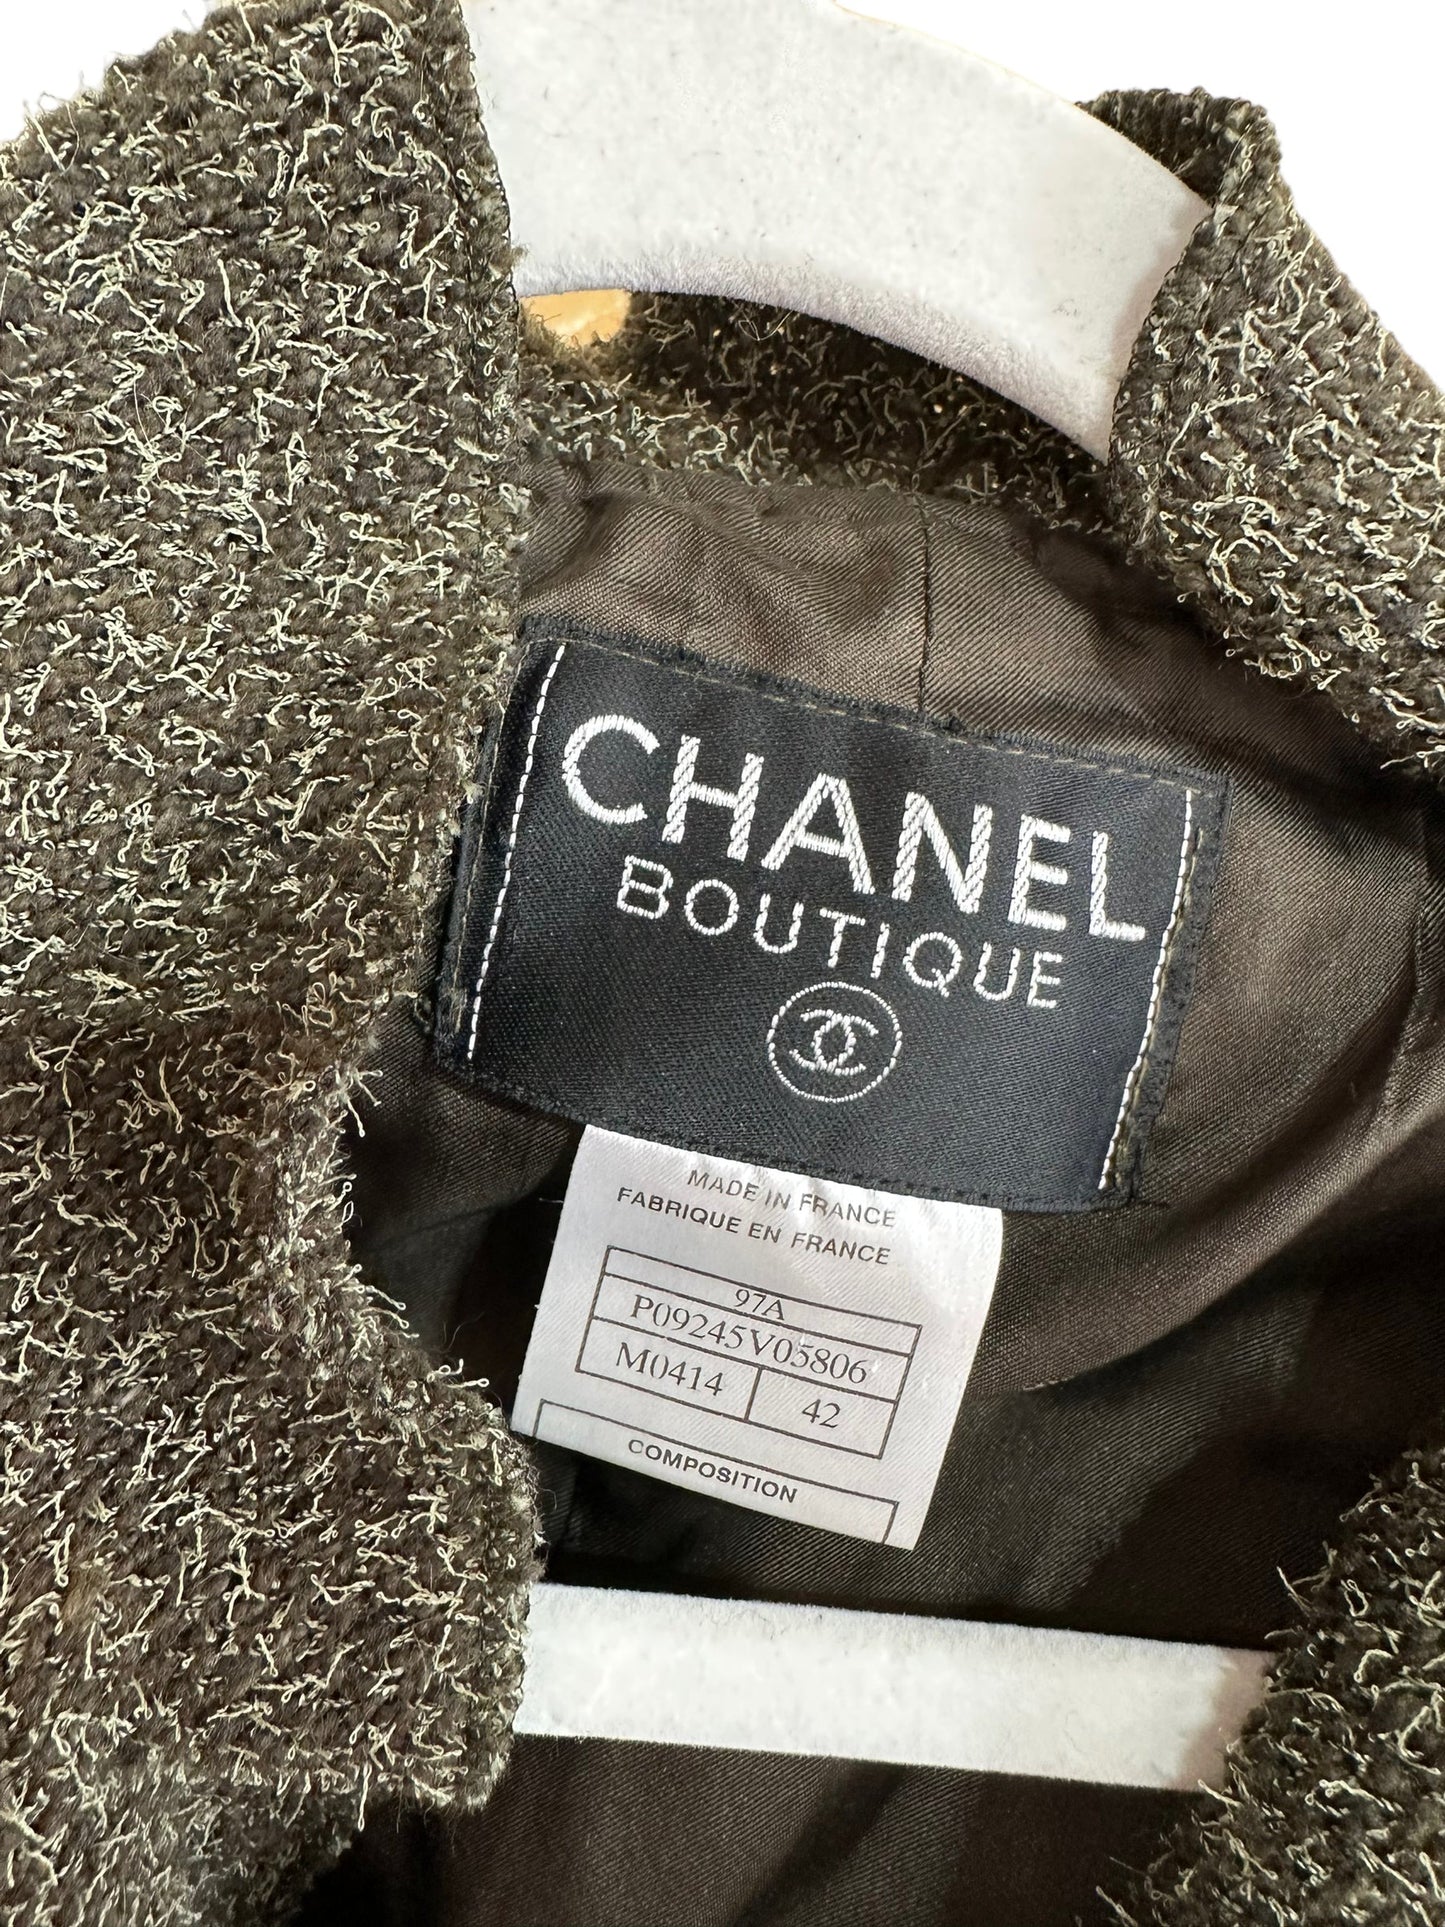 CHANEL
BOUTIQUE
MADE IN FRANCE
FABRIQUE EN FRANCE
97A
P09245V05806
M0414 42
COMPOSITION